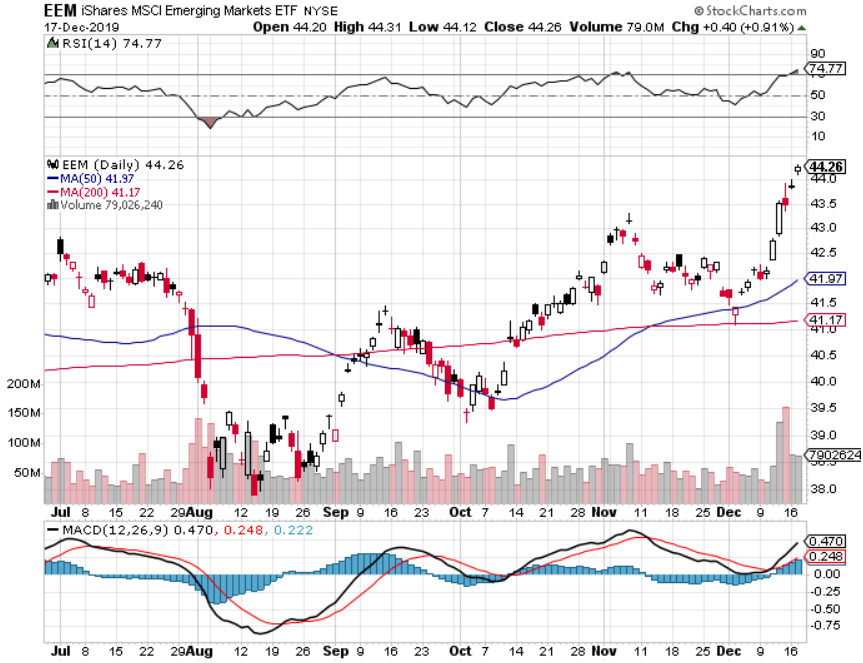 EEM iShares MSCI Emerging Markets ETF NYSE © StockCharts.com
17-Dec-2019 Open 44.20 High 44.31 Low 44.12 Close 44.26 Volume 79.0M Chg +0.40 (+0.91%)
RSI(14) 74.77
90
74.77
70
50
30
10
EEM (Daily) 44.26
MA(50) 41.97
MA(200) 41.17
Volume 79,026,240
44.26
44.0
43.5
43.0
42.5
41.97
41.5
41.17
41.0
40.5
200M 40.0
150M 39.5
100M 39.0
7902624
50M 38.5
38.0
Jul 8 15 22 29 Aug 12 19 26 Sep 9 16 23 Oct 7 14 21 28 Nov 11 18 25 Dec 9 16
MACD(12,26,9) 0.470, 0.248, 0.222
0.470
0.248
0.00
-0.25
-0.50
-0.75
Jul 8 15 22 29 Aug 12 19 26 Sep 9 16 23 Oct 7 14 21 28 Nov 11 18 25 Dec 9 16